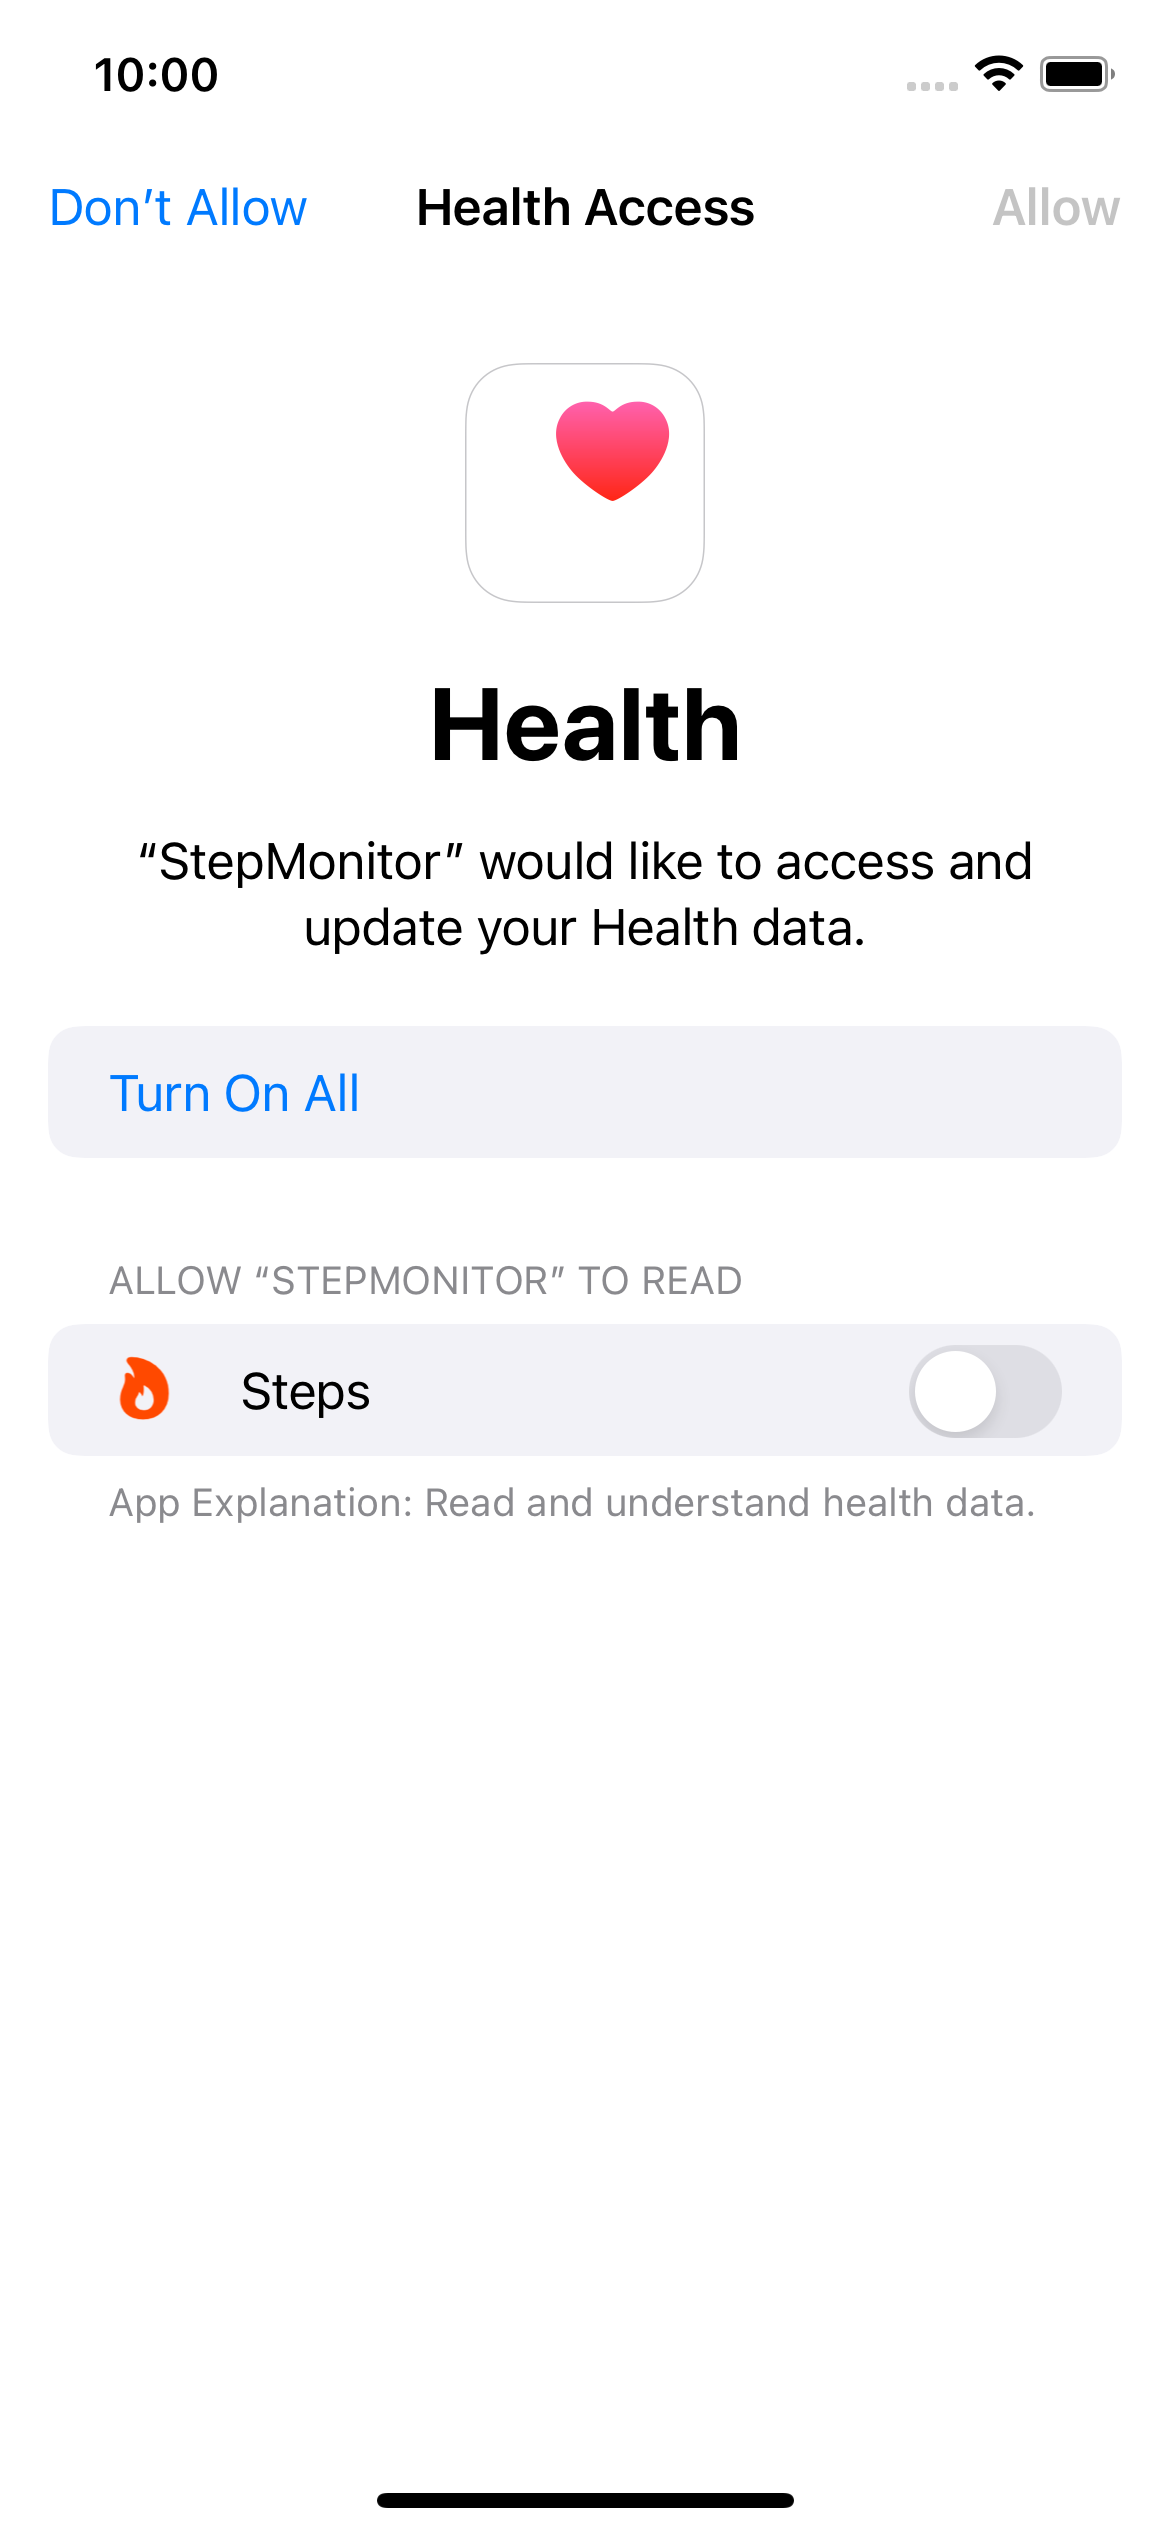 10:00
Don’t Allow
Health Access
Allow
Health
“StepMonitor” would like to access and
update your Health data.
Turn On All
ALLOW “STEPMONITOR” TO READ
Steps
App Explanation: Read and understand health data.